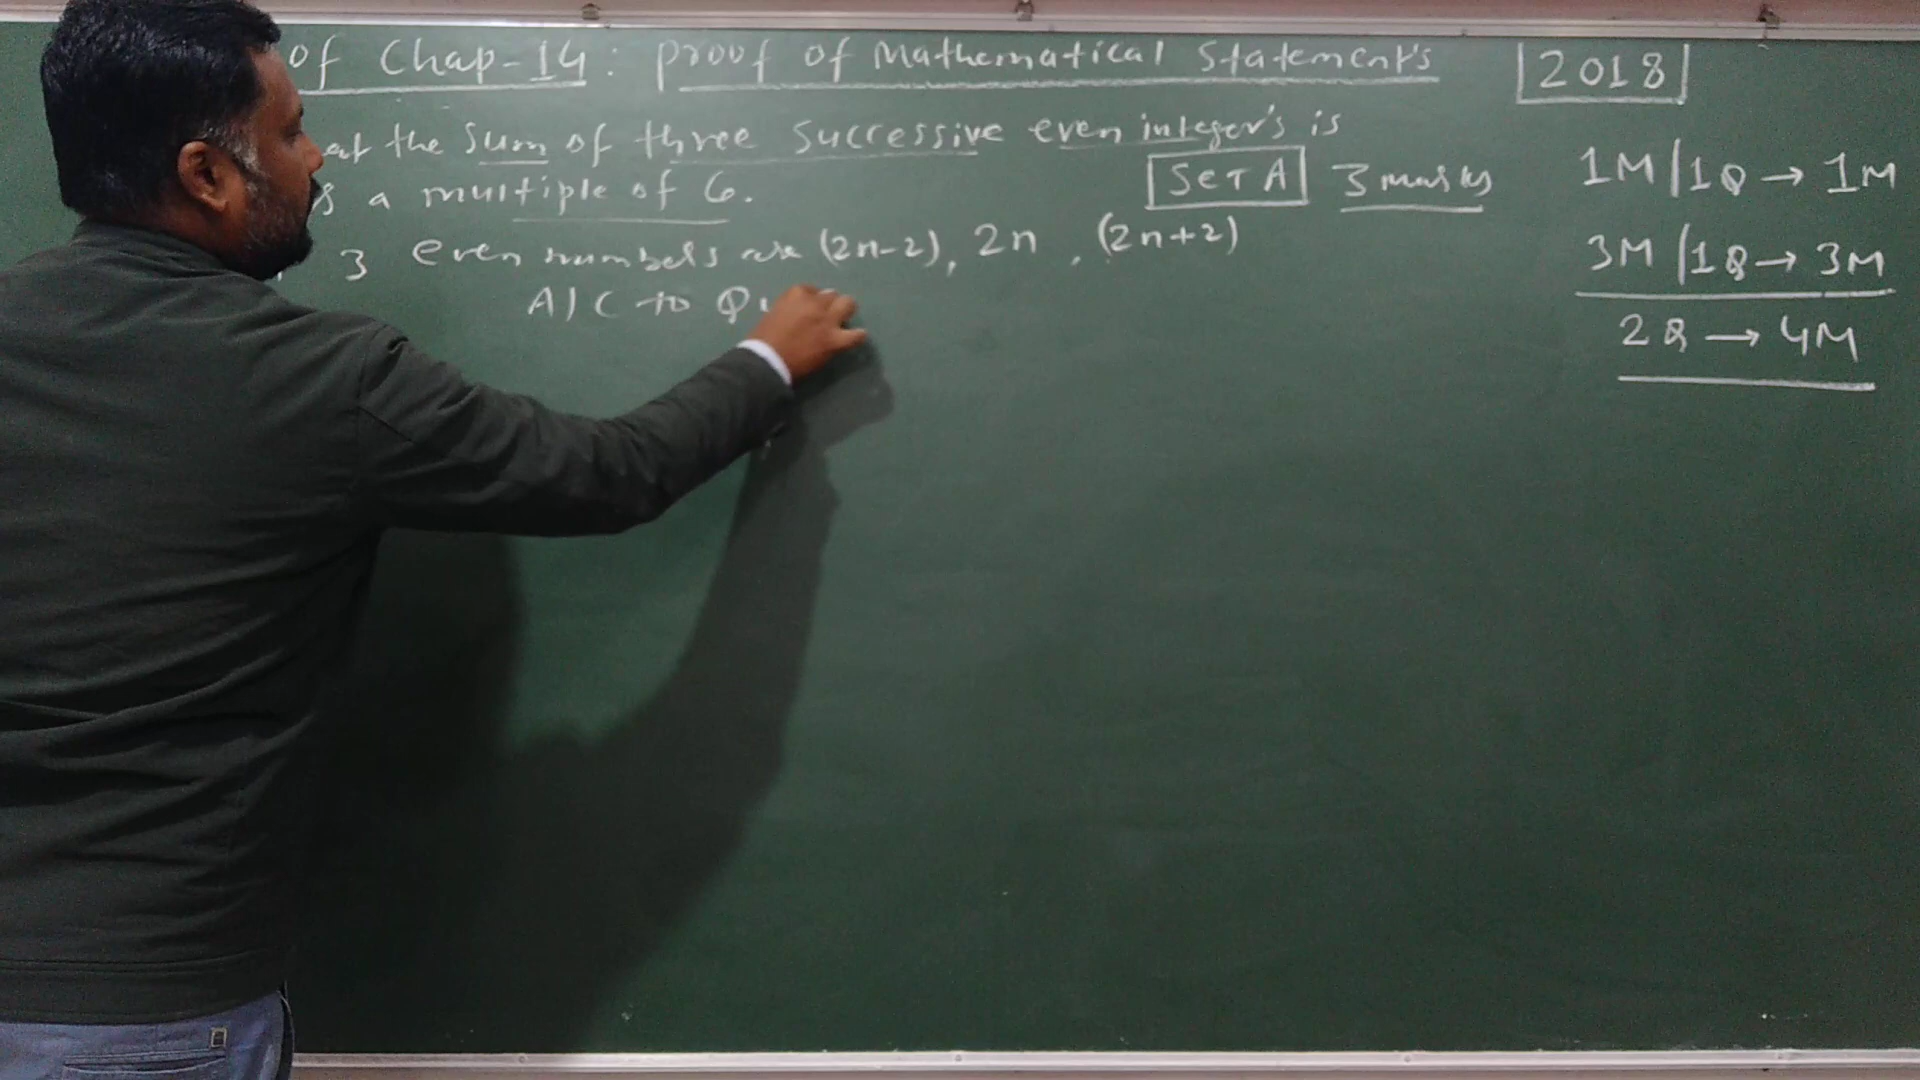 of Chap-14: Proof of Mathematical Statement's
2018
the sum of three successive even integer's is
a multiple of 6.
Set A 3 marks
3 even numbers are (2n-2), 2n, (2n+2)
A/C to
1M/1Q → 1M
3M/1Q → 3M
2Q → 4M